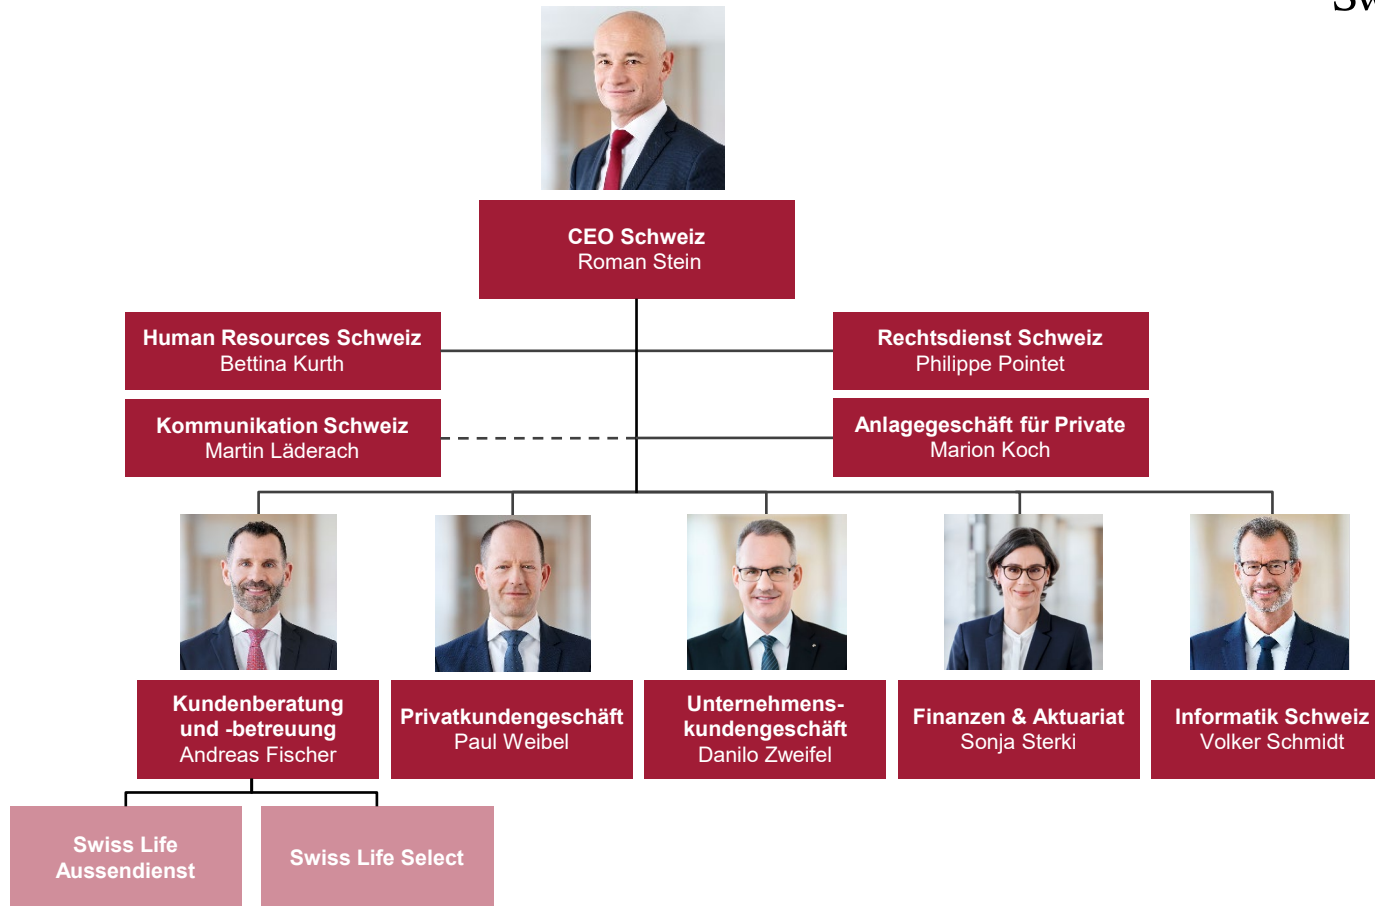 Sw
CEO Schweiz
Roman Stein
Human Resources Schweiz
Bettina Kurth
Rechtsdienst Schweiz
Philippe Pointet
Kommunikation Schweiz
Martin Läderach
Anlagegeschäft für Private
Marion Koch
Kundenberatung
und -betreuung
Andreas Fischer
Privatkundengeschäft
Paul Weibel
Unternehmens-
kundengeschäft
Danilo Zweifel
Finanzen & Aktuariat
Sonja Sterki
Informatik Schweiz
Volker Schmidt
Swiss Life
Aussendienst
Swiss Life Select